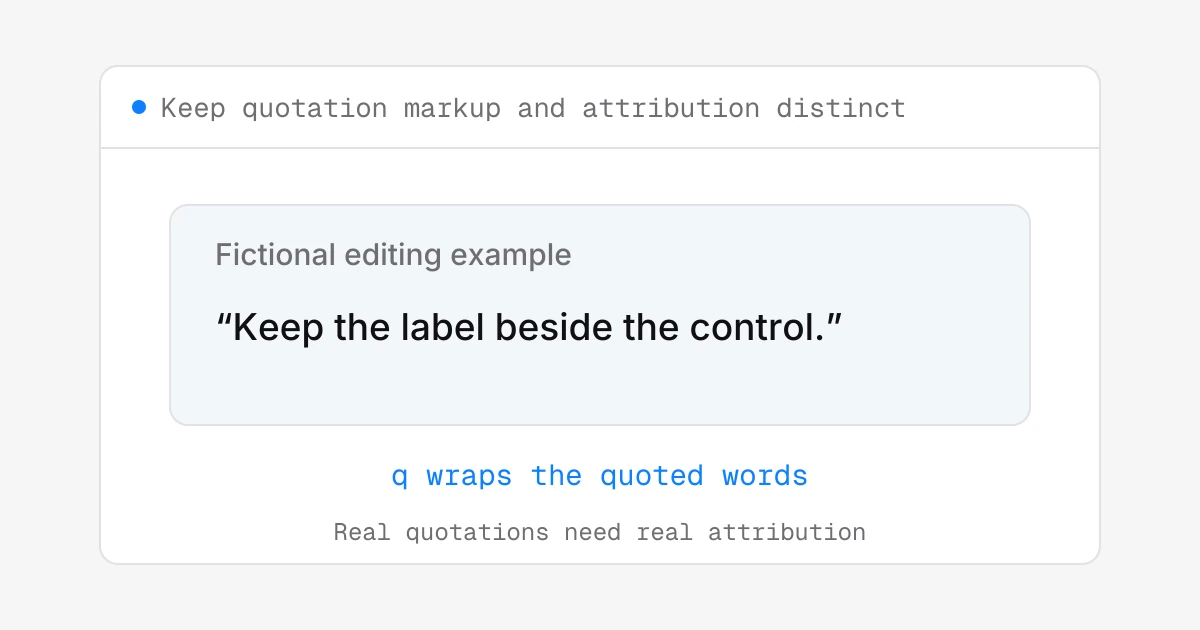 Keep quotation markup and attribution distinct
Fictional editing example
“Keep the label beside the control.”
q wraps the quoted words
Real quotations need real attribution